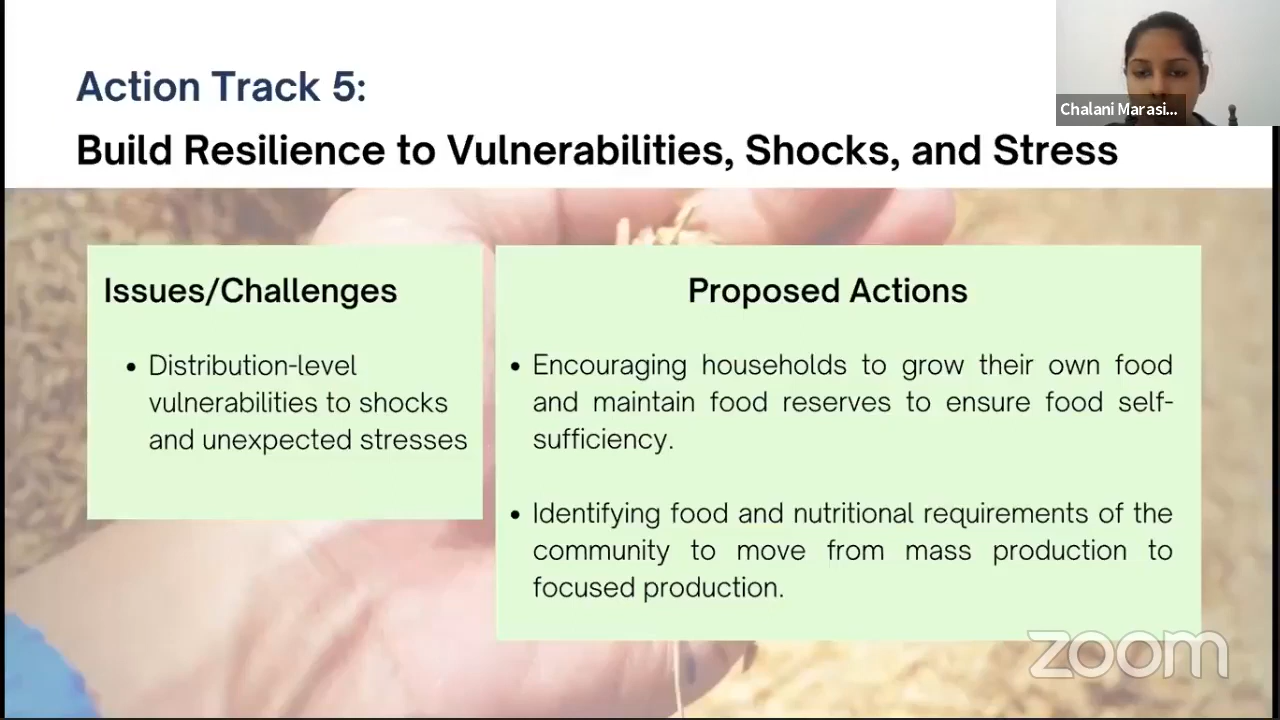 Action Track 5:
Build Resilience to Vulnerabilities, Shocks, and Stress
Chalani Marasi...
Issues/Challenges
• Distribution-level
vulnerabilities to shocks
and unexpected stresses
Proposed Actions
• Encouraging households to grow their own food
and maintain food reserves to ensure food self-
sufficiency.
• Identifying food and nutritional requirements of the
community to move from mass production to
focused production.
zoom